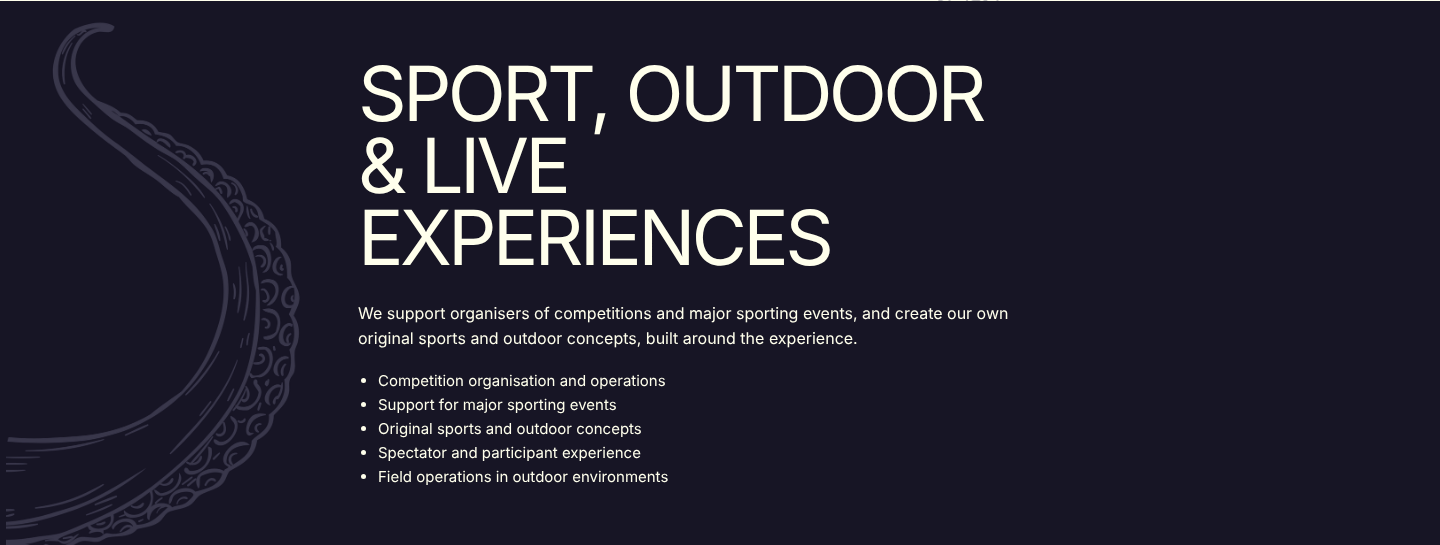 SPORT, OUTDOOR
& LIVE
EXPERIENCES
We support organisers of competitions and major sporting events, and create our own
original sports and outdoor concepts, built around the experience.
• Competition organisation and operations
• Support for major sporting events
• Original sports and outdoor concepts
• Spectator and participant experience
• Field operations in outdoor environments